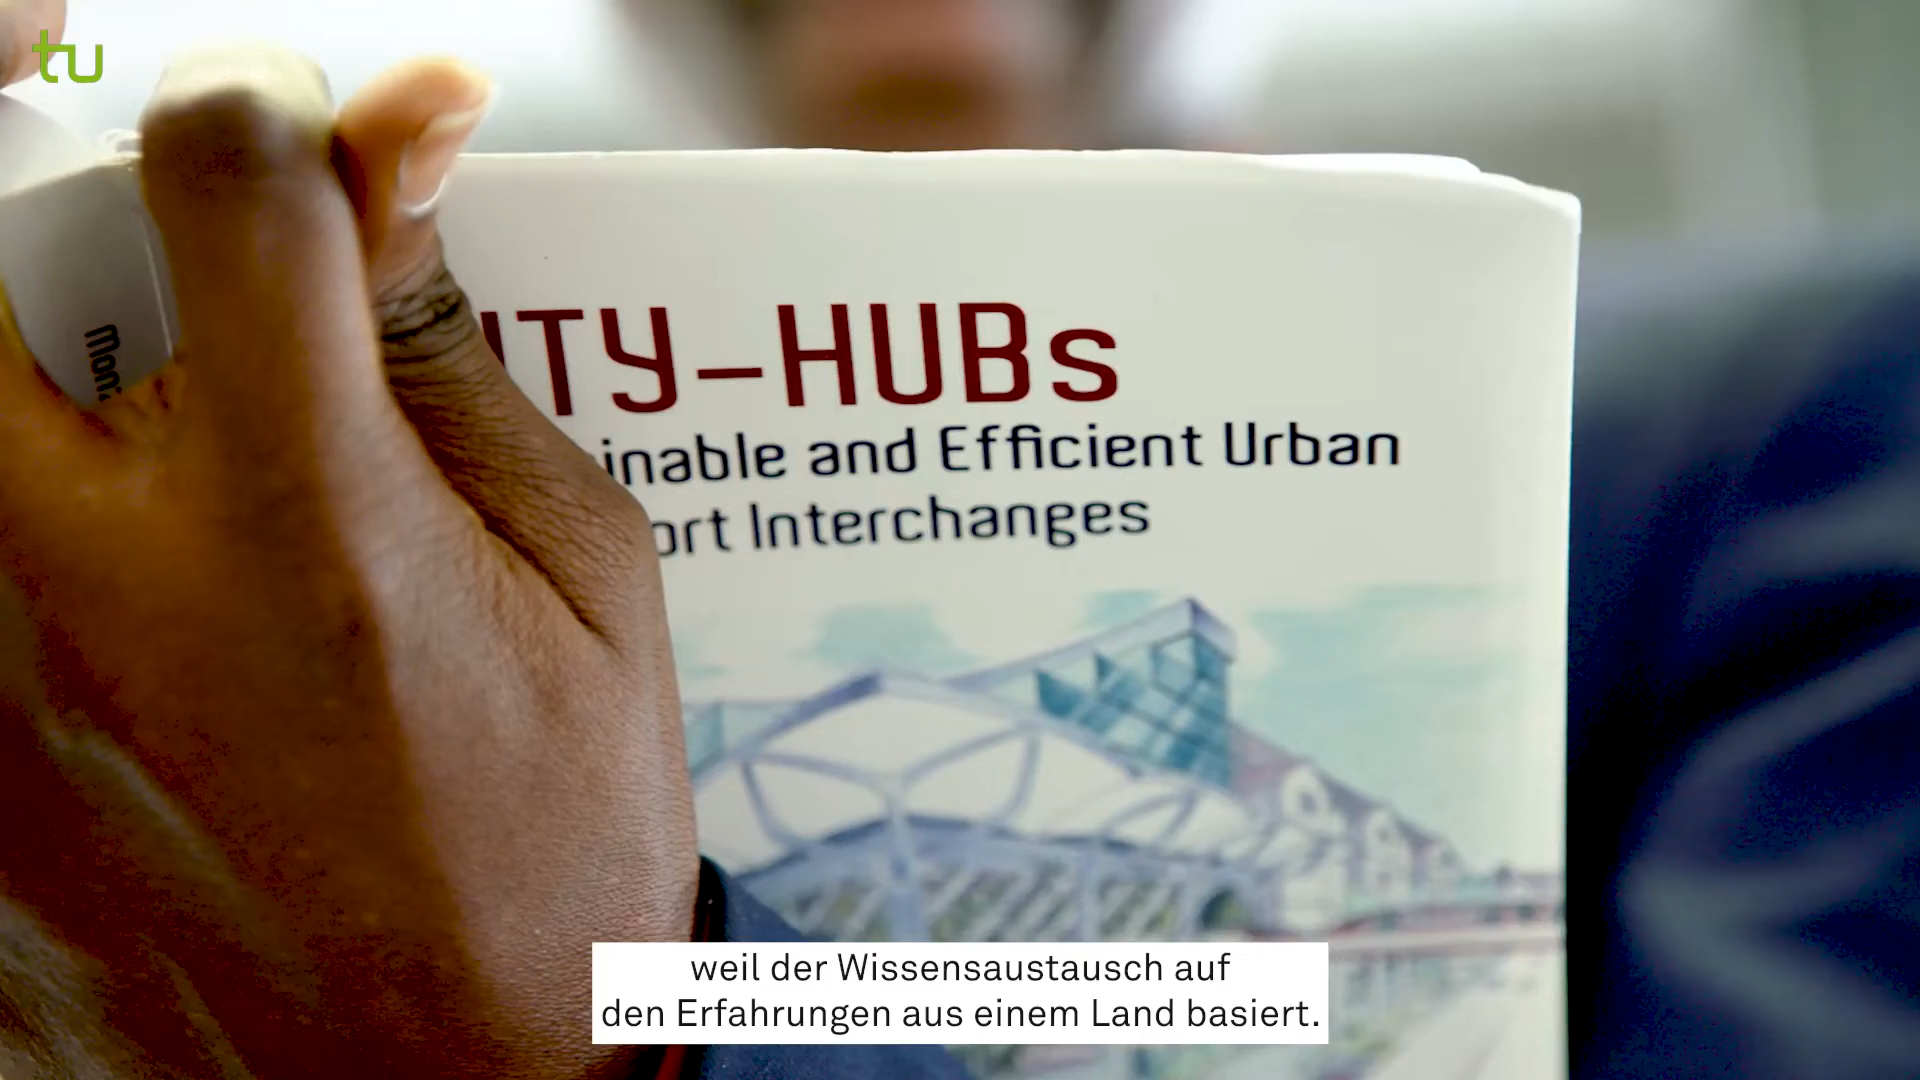 tu
ITY-HUBs
inable and Efficient Urban
ort Interchanges
weil der Wissensaustausch auf
den Erfahrungen aus einem Land basiert.